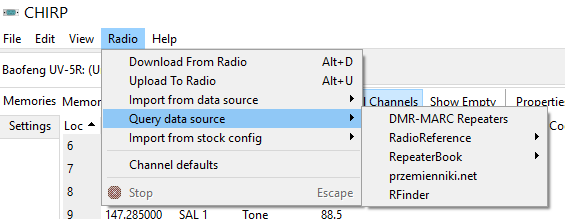 CHIRP
File Edit View Radio Help
Baofeng UV-5R: (U
Download From Radio Alt+D
Upload To Radio Alt+U
Import from data source
Query data source
Import from stock config
Channel defaults
Stop Escape
DMR-MARC Repeaters
RadioReference
RepeaterBook
przemienniki.net
RFinder
Memories Memor l Channels Show Empty Properties
Settings Loc Co
6
7
8
9 147.285000 SAL 1 Tone 88.5